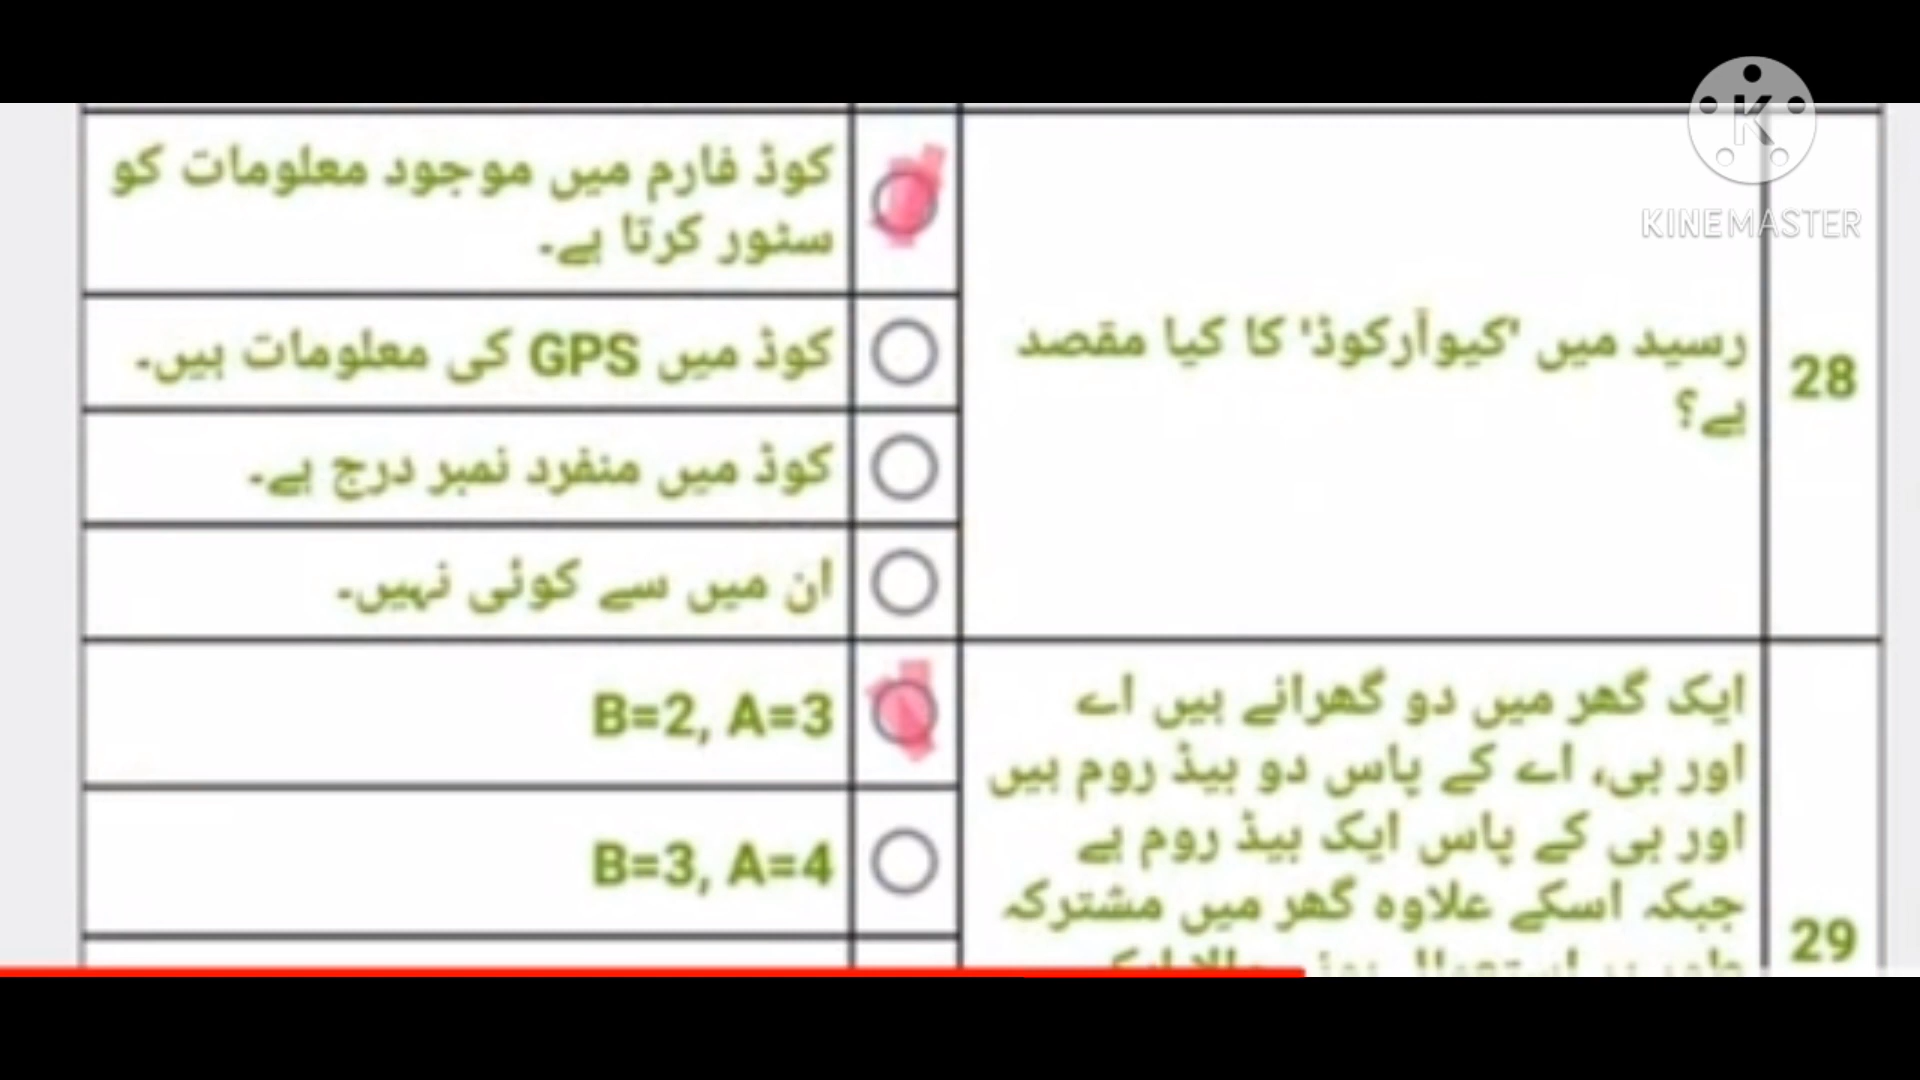 K
KINEMASTER
28
رسید میں 'کیوآرکوڈ' کا کیا مقصد
ہے؟
کوڈ فارم میں موجود معلومات کو
سٹور کرتا ہے۔
کوڈ میں GPS کی معلومات ہیں۔
کوڈ میں منفرد نمبر درج ہے۔
ان میں سے کوئی نہیں۔
29
ایک گھر میں دو گھرانے ہیں اے
اور بی، اے کے پاس دو بیڈ روم ہیں
اور بی کے پاس ایک بیڈ روم ہے
جبکہ اسکے علاوہ گھر میں مشترکہ
B=2, A=3
B=3, A=4